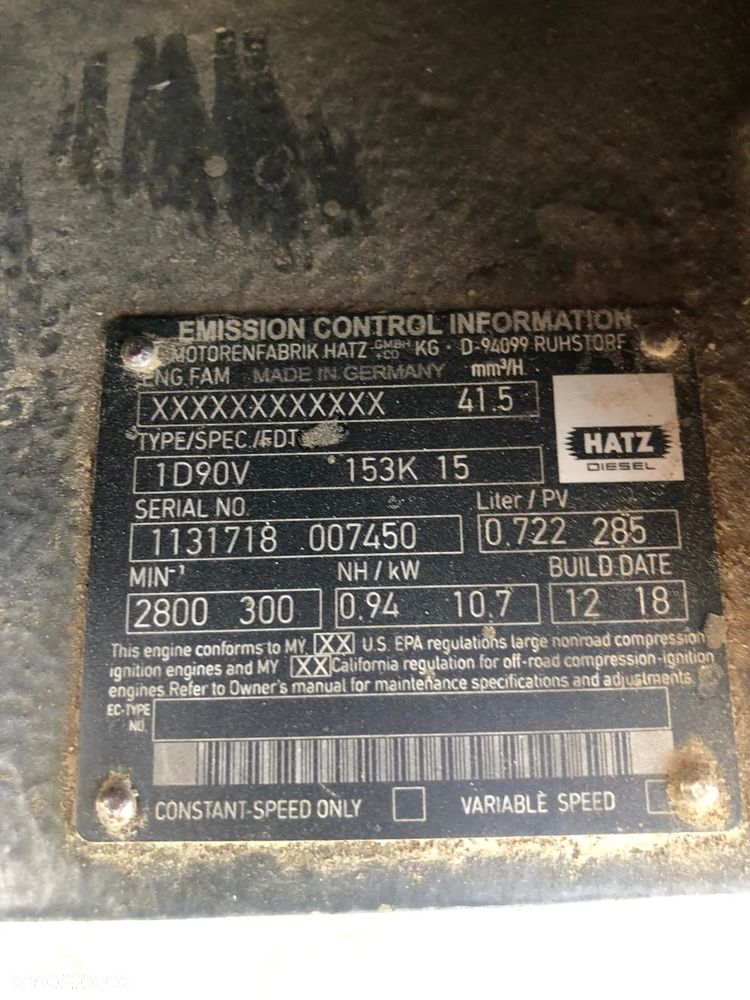 EMISSION CONTROL INFORMATION
MOTORENFABRIK HATZ GMBH+CO KG · D-94099 RUHSTORF
ENG.FAM MADE IN GERMANY mm³/H
XXXXXXXXXXXX 41.5
HATZ
DIESEL
TYPE/SPEC./FDT
1D90V *153K 15
SERIAL NO. Liter / PV
1131718 007450 0.722 285
MIN⁻¹ NH / kW BUILD DATE
2800 300 0.94 10.7 12 18
This engine conforms to MY XX U.S. EPA regulations large nonroad compression
ignition engines and MY XX California regulation for off-road compression-ignition
engines. Refer to Owner's manual for maintenance specifications and adjustments.
EC-TYPE
NO.
CONSTANT-SPEED ONLY VARIABLE SPEED
OTOMOTO